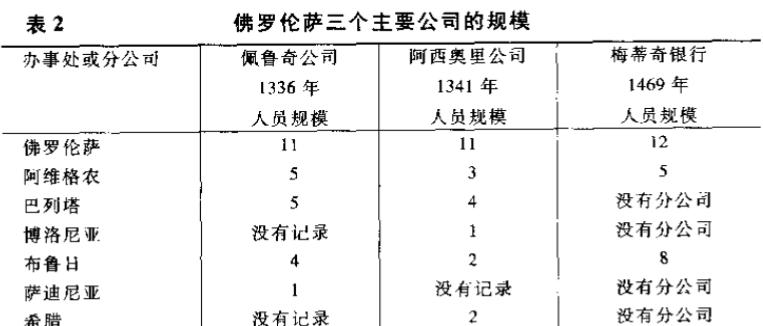 表 2 佛罗伦萨三个主要公司的规模
办事处或分公司 佩鲁奇公司 阿西奥里公司 梅蒂奇银行
1336 年 1341 年 1469 年
人员规模 人员规模 人员规模
佛罗伦萨 11 11 12
阿维格农 5 3 5
巴列塔 5 4 没有分公司
博洛尼亚 没有记录 1 没有分公司
布鲁日 4 2 8
萨迪尼亚 1 没有记录 没有分公司
希腊 没有记录 2 没有分公司